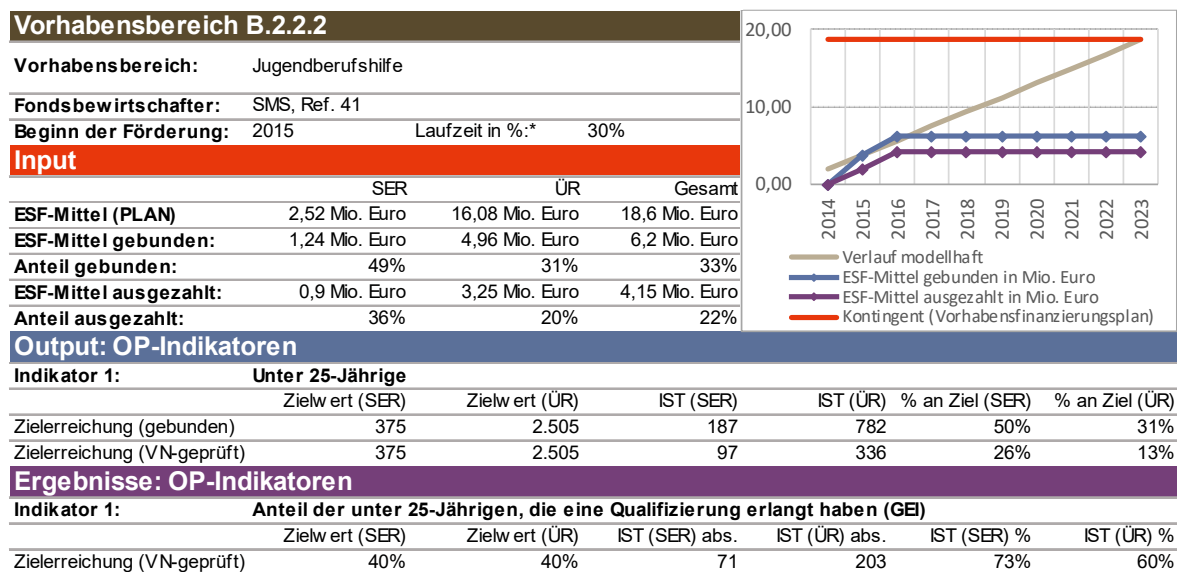 Vorhabensbereich B.2.2.2
Vorhabensbereich: Jugendberufshilfe
Fondsbewirtschafter: SMS, Ref. 41
Beginn der Förderung: 2015 Laufzeit in %:* 30%
Input
SER ÜR Gesamt
ESF-Mittel (PLAN) 2,52 Mio. Euro 16,08 Mio. Euro 18,6 Mio. Euro
ESF-Mittel gebunden: 1,24 Mio. Euro 4,96 Mio. Euro 6,2 Mio. Euro
Anteil gebunden: 49% 31% 33%
ESF-Mittel ausgezahlt: 0,9 Mio. Euro 3,25 Mio. Euro 4,15 Mio. Euro
Anteil ausgezahlt: 36% 20% 22%
20,00
10,00
0,00
2014 2015 2016 2017 2018 2019 2020 2021 2022 2023
Verlauf modellhaft
ESF-Mittel gebunden in Mio. Euro
ESF-Mittel ausgezahlt in Mio. Euro
Kontingent (Vorhabensfinanzierungsplan)
Output: OP-Indikatoren
Indikator 1: Unter 25-Jährige
Zielwert (SER) Zielwert (ÜR) IST (SER) IST (ÜR) % an Ziel (SER) % an Ziel (ÜR)
Zielerreichung (gebunden) 375 2.505 187 782 50% 31%
Zielerreichung (VN-geprüft) 375 2.505 97 336 26% 13%
Ergebnisse: OP-Indikatoren
Indikator 1: Anteil der unter 25-Jährigen, die eine Qualifizierung erlangt haben (GEI)
Zielwert (SER) Zielwert (ÜR) IST (SER) abs. IST (ÜR) abs. IST (SER) % IST (ÜR) %
Zielerreichung (VN-geprüft) 40% 40% 71 203 73% 60%